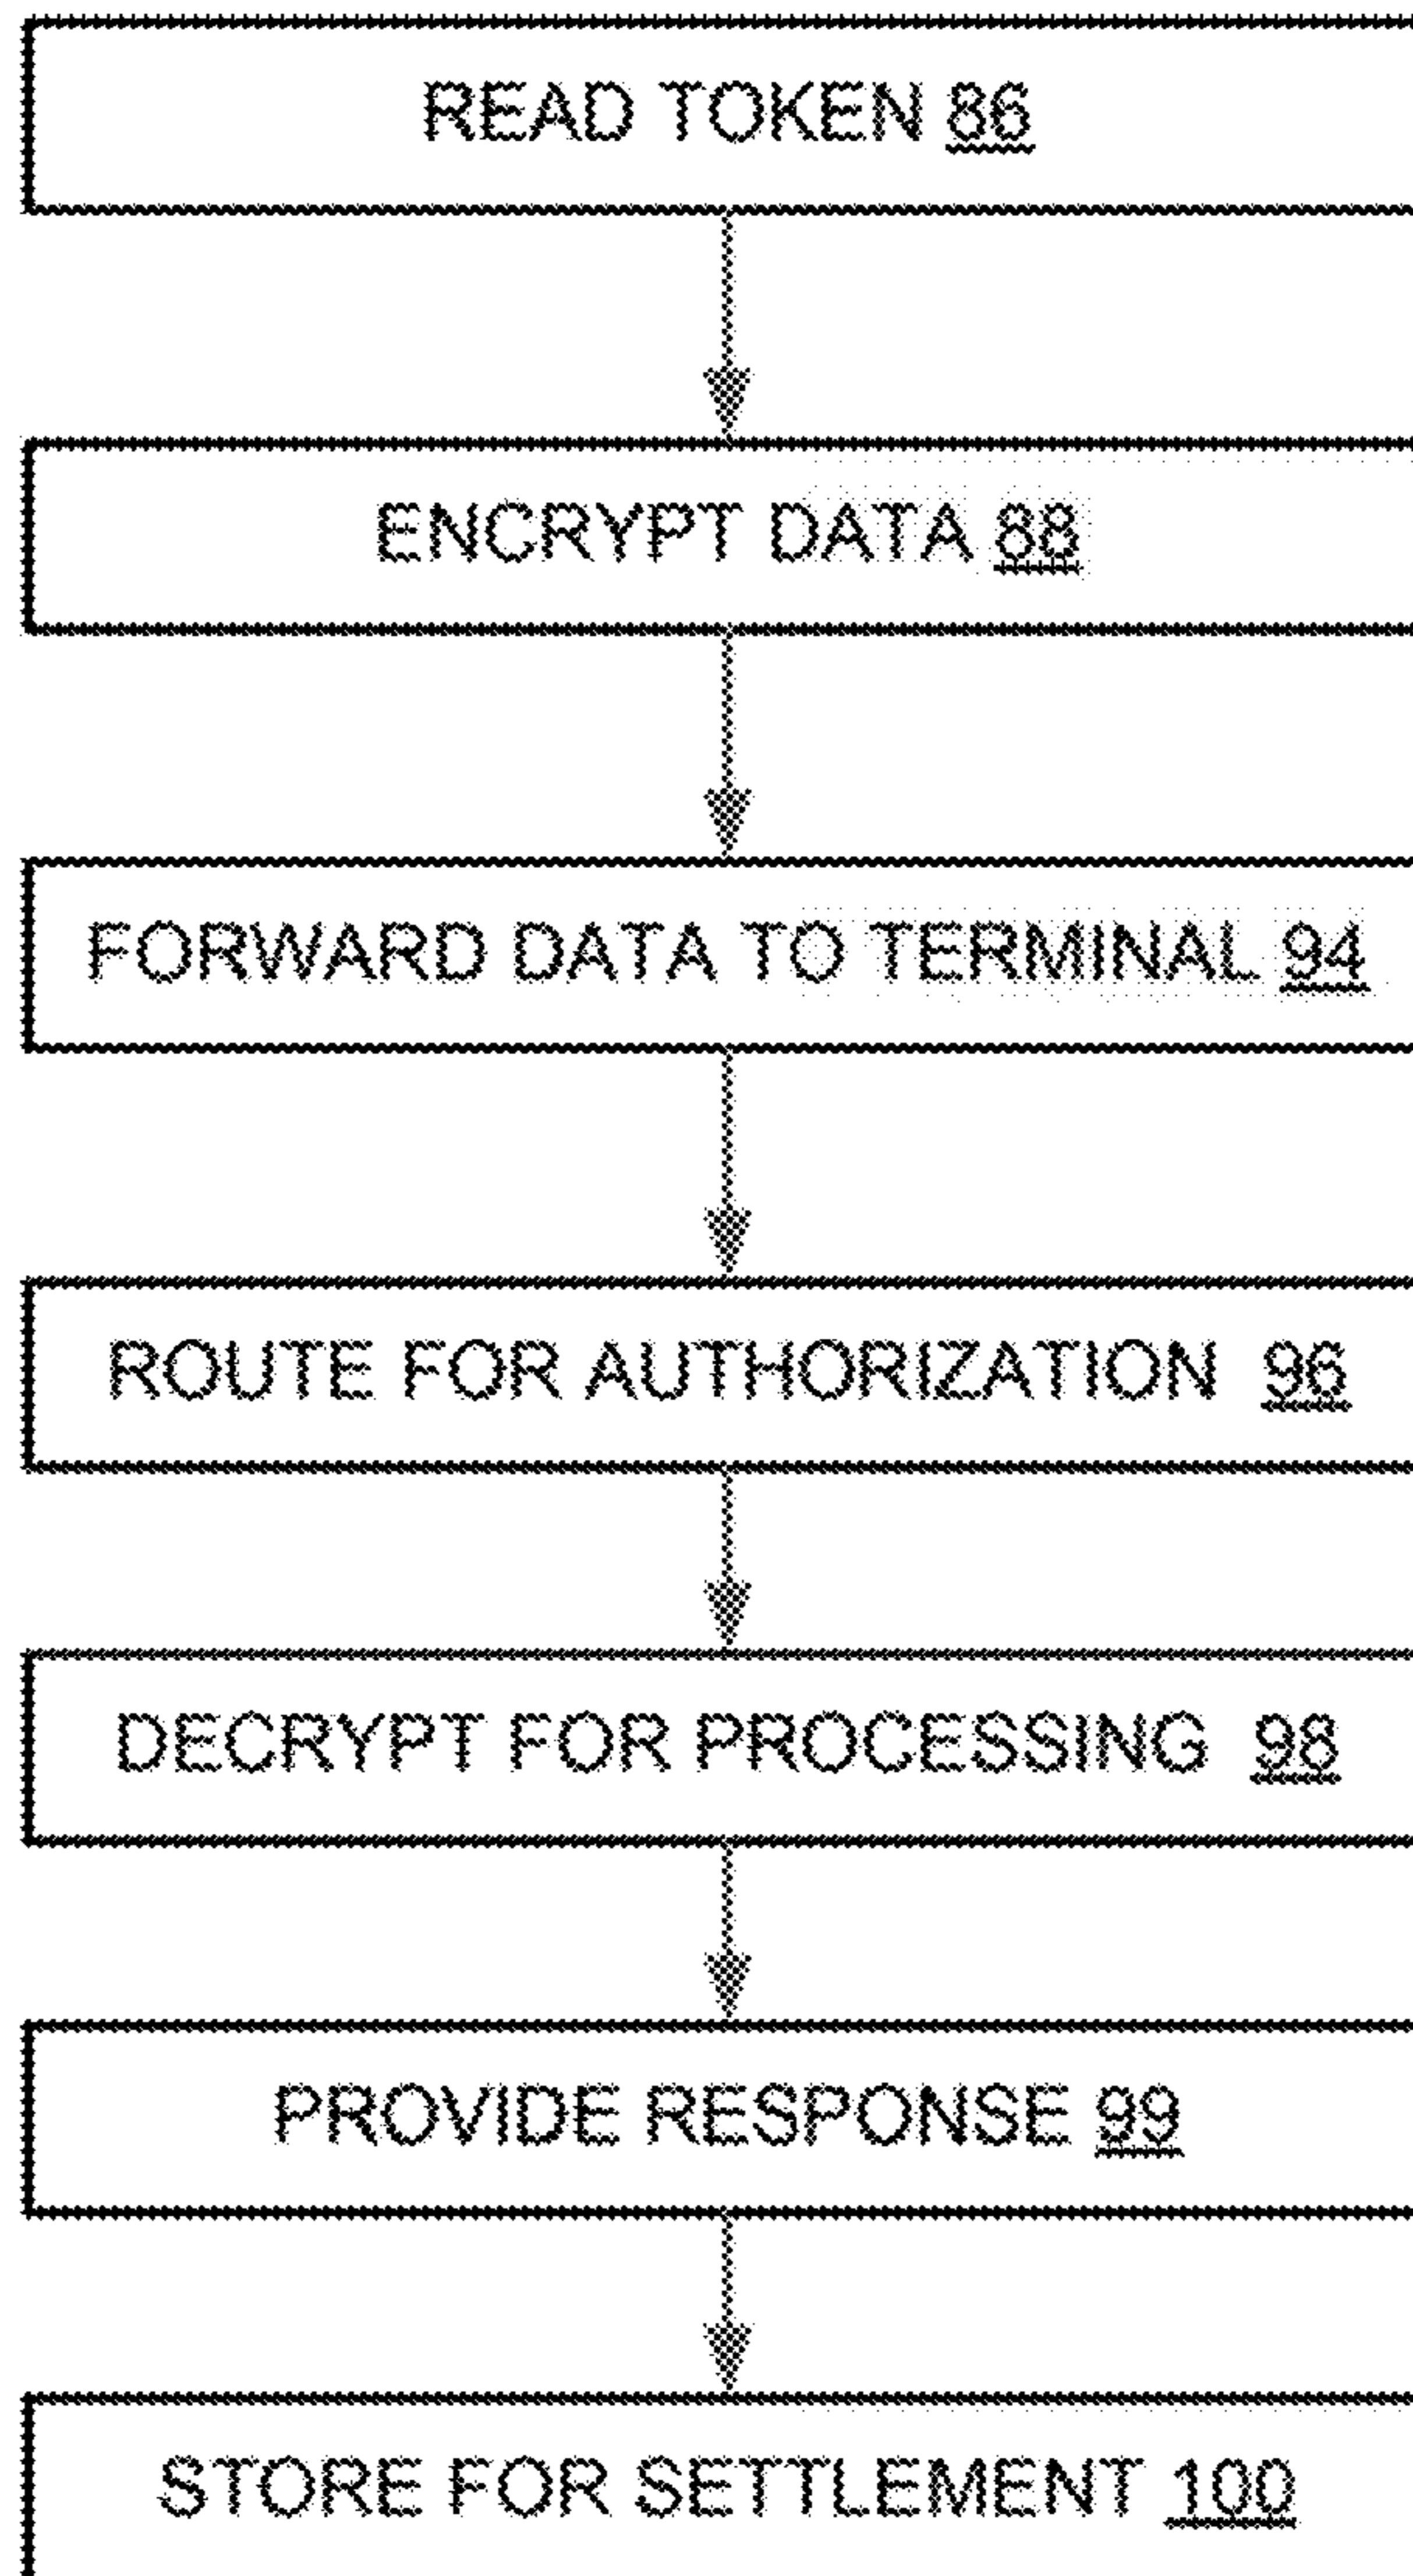 READ TOKEN 86
ENCRYPT DATA 88
FORWARD DATA TO TERMINAL 94
ROUTE FOR AUTHORIZATION 96
DECRYPT FOR PROCESSING 98
PROVIDE RESPONSE 99
STORE FOR SETTLEMENT 100